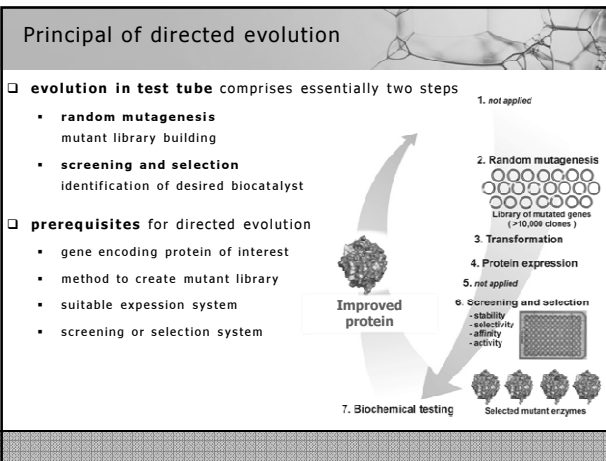 Principal of directed evolution
❑ evolution in test tube comprises essentially two steps
▪ random mutagenesis
mutant library building
▪ screening and selection
identification of desired biocatalyst
❑ prerequisites for directed evolution
▪ gene encoding protein of interest
▪ method to create mutant library
▪ suitable expession system
▪ screening or selection system
1. not applied
2. Random mutagenesis
Library of mutated genes
( >10,000 clones )
3. Transformation
4. Protein expression
5. not applied
6. Screening and selection
- stability
- selectivity
- affinity
- activity
Selected mutant enzymes
7. Biochemical testing
Improved
protein